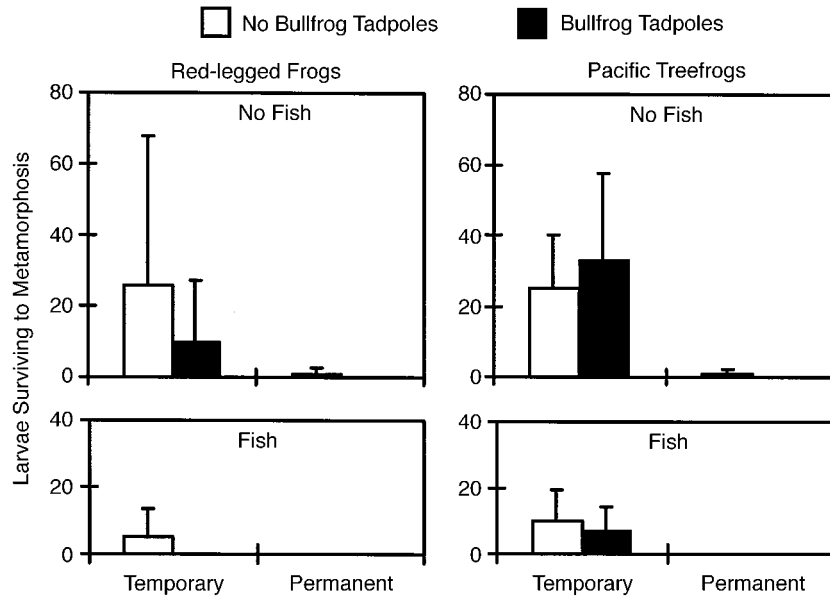 No Bullfrog Tadpoles
Bullfrog Tadpoles
Red-legged Frogs
Pacific Treefrogs
Larvae Surviving to Metamorphosis
80
No Fish
60
40
20
0
80
No Fish
60
40
20
0
40
Fish
20
0
40
Fish
20
0
Temporary
Permanent
Temporary
Permanent